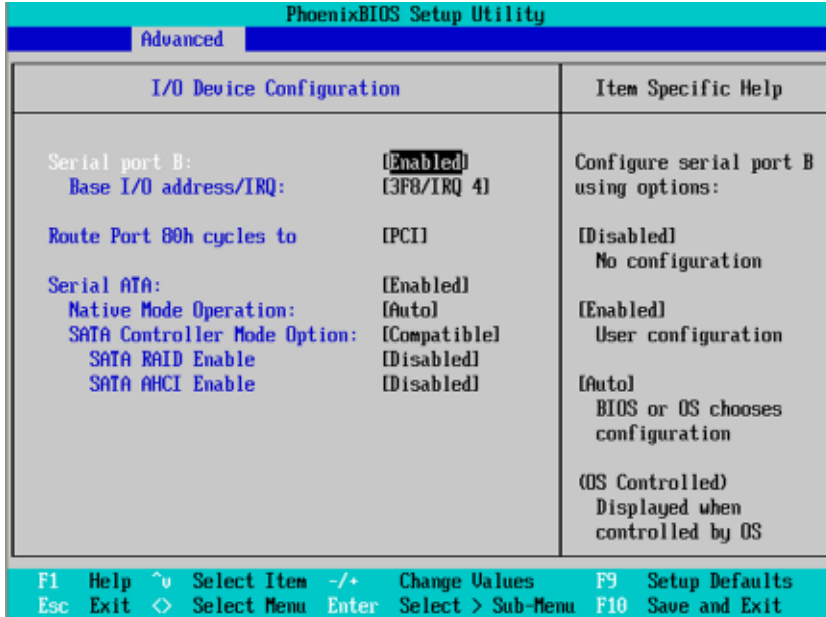 PhoenixBIOS Setup Utility
Advanced
I/O Device Configuration
Serial port B: [Enabled]
Base I/O address/IRQ: [3F8/IRQ 4]
Route Port 80h cycles to [PCI]
Serial ATA: [Enabled]
Native Mode Operation: [Auto]
SATA Controller Mode Option: [Compatible]
SATA RAID Enable [Disabled]
SATA AHCI Enable [Disabled]
Item Specific Help
Configure serial port B
using options:
[Disabled]
No configuration
[Enabled]
User configuration
[Auto]
BIOS or OS chooses
configuration
(OS Controlled)
Displayed when
controlled by OS
F1 Help ^v Select Item -/+ Change Values F9 Setup Defaults
Esc Exit <> Select Menu Enter Select > Sub-Menu F10 Save and Exit